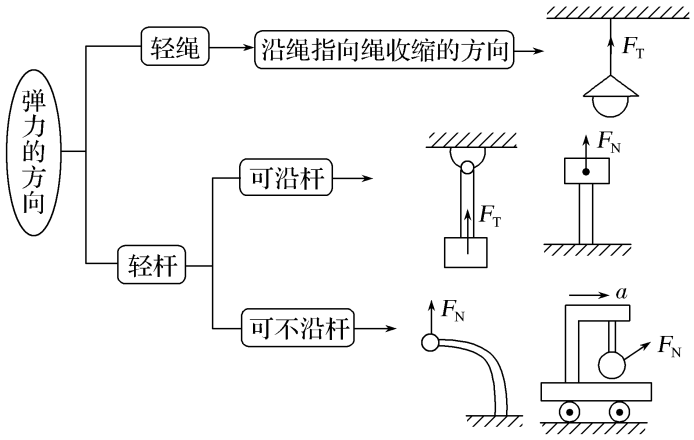 弹力的方向
轻绳
沿绳指向绳收缩的方向
F_T
轻杆
可沿杆
F_T
F_N
可不沿杆
F_N
a
F_N